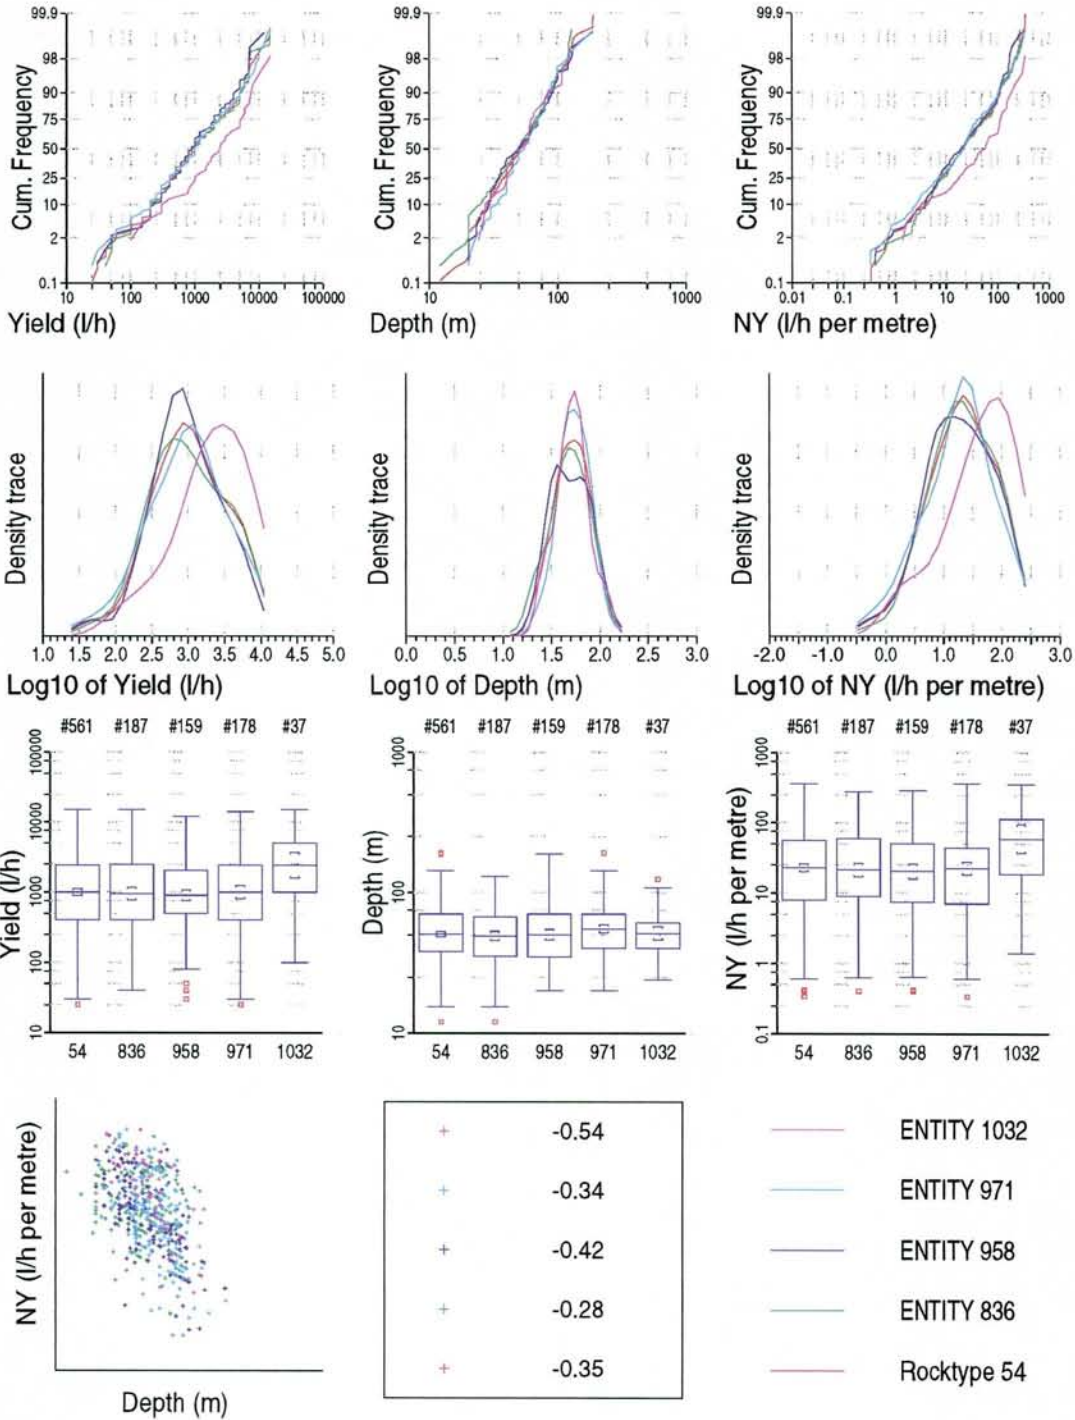 99.9
98
90
75
50
25
10
2
0.1
Cum. Frequency
10 100 1000 10000 100000
Yield (l/h)
99.9
98
90
75
50
25
10
2
0.1
Cum. Frequency
10 100 1000
Depth (m)
99.9
98
90
75
50
25
10
2
0.1
Cum. Frequency
0.01 0.1 1 10 100 1000
NY (l/h per metre)
Density trace
1.0 1.5 2.0 2.5 3.0 3.5 4.0 4.5 5.0
Log10 of Yield (l/h)
Density trace
0.0 0.5 1.0 1.5 2.0 2.5 3.0
Log10 of Depth (m)
Density trace
-2.0 -1.0 0.0 1.0 2.0 3.0
Log10 of NY (l/h per metre)
#561 #187 #159 #178 #37
100000
10000
1000
100
10
Yield (l/h)
54 836 958 971 1032
#561 #187 #159 #178 #37
1000
100
10
Depth (m)
54 836 958 971 1032
#561 #187 #159 #178 #37
1000
100
10
1
0.1
NY (l/h per metre)
54 836 958 971 1032
NY (l/h per metre)
Depth (m)
-0.54
-0.34
-0.42
-0.28
-0.35
ENTITY 1032
ENTITY 971
ENTITY 958
ENTITY 836
Rocktype 54